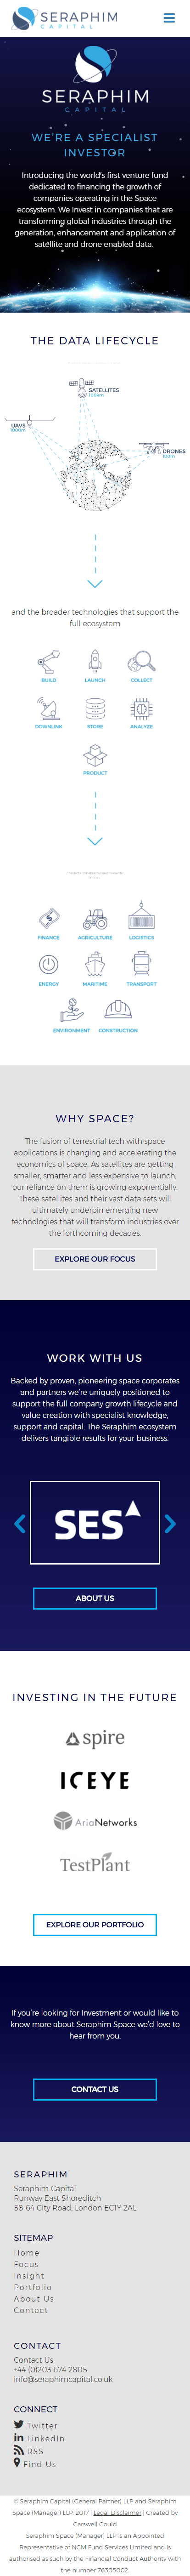 SERAPHIM
CAPITAL
SERAPHIM
CAPITAL
WE'RE A SPECIALIST
INVESTOR
Introducing the world's first venture fund
dedicated to financing the growth of
companies operating in the Space
ecosystem. We Invest in companies that are
transforming global industries through the
generation, enhancement and application of
satellite and drone enabled data.
THE DATA LIFECYCLE
SATELLITES
100km
UAVS
1000m
DRONES
100m
and the broader technologies that support the
full ecosystem
BUILD
LAUNCH
COLLECT
DOWNLINK
STORE
ANALYZE
PRODUCT
FINANCE
AGRICULTURE
LOGISTICS
ENERGY
MARITIME
TRANSPORT
ENVIRONMENT
CONSTRUCTION
WHY SPACE?
The fusion of terrestrial tech with space
applications is changing and accelerating the
economics of space. As satellites are getting
smaller, smarter and less expensive to launch,
our reliance on them is growing exponentially.
These satellites and their vast data sets will
ultimately underpin emerging new
technologies that will transform industries over
the forthcoming decades.
EXPLORE OUR FOCUS
WORK WITH US
Backed by proven, pioneering space corporates
and partners we're uniquely positioned to
support the full company growth lifecycle and
value creation with specialist knowledge,
support and capital. The Seraphim ecosystem
delivers tangible results for your business.
SES
ABOUT US
INVESTING IN THE FUTURE
spire
ICEYE
AriaNetworks
TestPlant
EXPLORE OUR PORTFOLIO
If you're looking for Investment or would like to
know more about Seraphim Space we'd love to
hear from you.
CONTACT US
SERAPHIM
Seraphim Capital
Runway East Shoreditch
58-64 City Road, London EC1Y 2AL
SITEMAP
Home
Focus
Insight
Portfolio
About Us
Contact
CONTACT
Contact Us
+44 (0)203 674 2805
info@seraphimcapital.co.uk
CONNECT
Twitter
LinkedIn
RSS
Find Us
© Seraphim Capital (General Partner) LLP and Seraphim
Space (Manager) LLP. 2017 | Legal Disclaimer | Created by
Carswell Gould
Seraphim Space (Manager) LLP is an Appointed
Representative of NCM Fund Services Limited and is
authorised as such by the Financial Conduct Authority with
the number 763050O2.